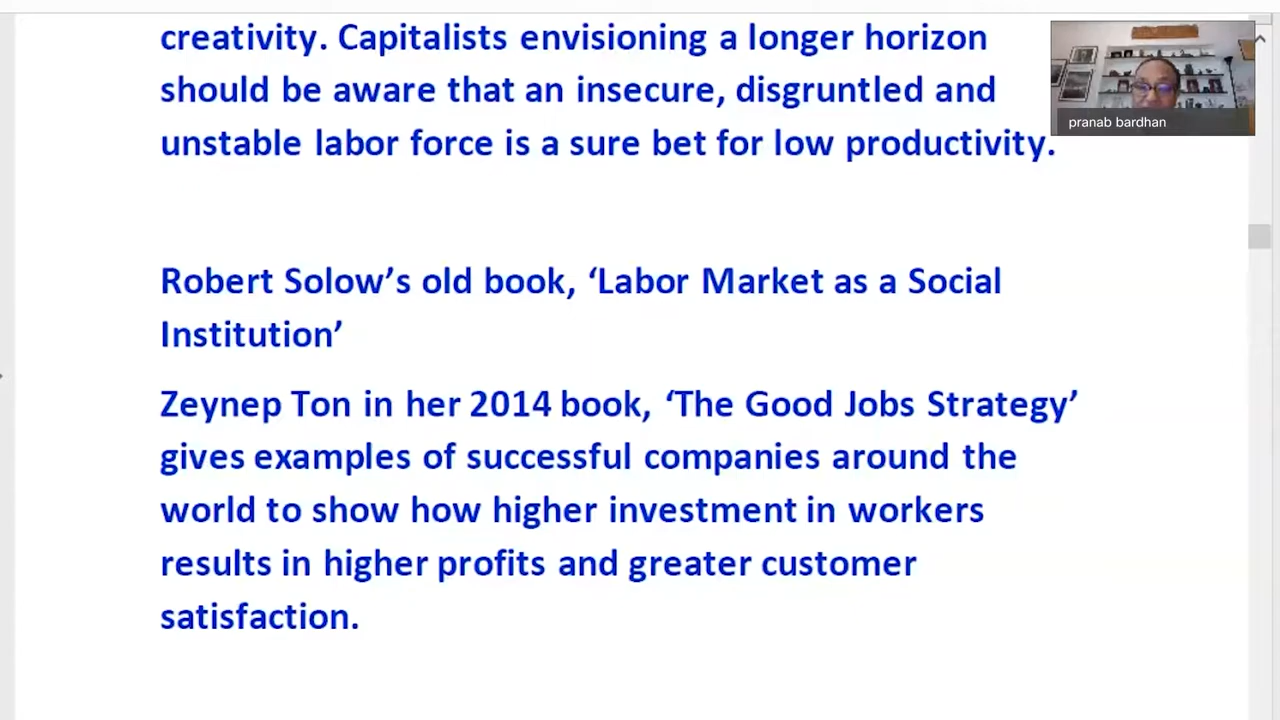 creativity. Capitalists envisioning a longer horizon
should be aware that an insecure, disgruntled and
unstable labor force is a sure bet for low productivity.
pranab bardhan
Robert Solow’s old book, ‘Labor Market as a Social
Institution’
Zeynep Ton in her 2014 book, ‘The Good Jobs Strategy’
gives examples of successful companies around the
world to show how higher investment in workers
results in higher profits and greater customer
satisfaction.